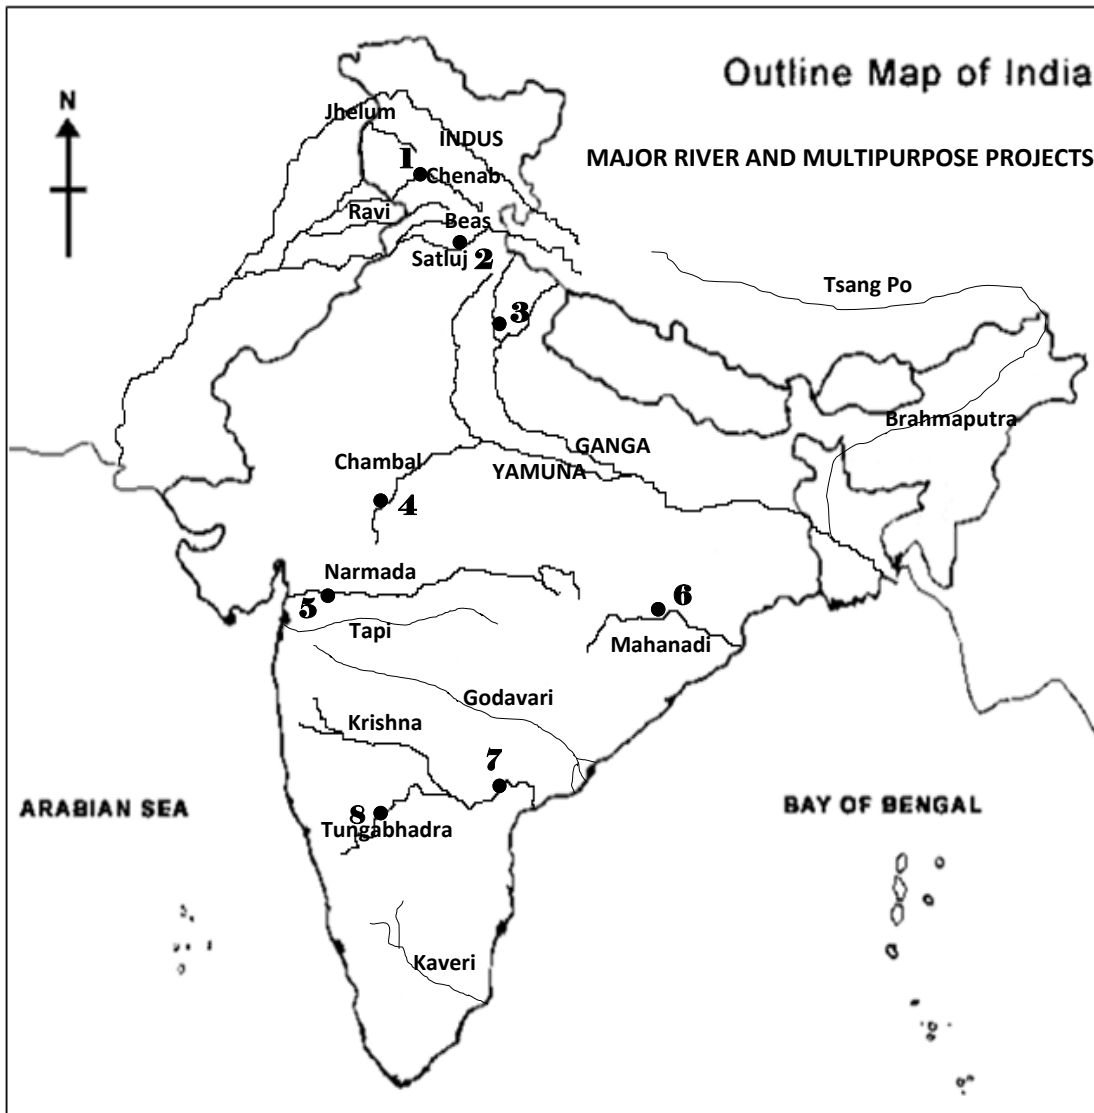 Outline Map of India
N
Jhelum
INDUS
MAJOR RIVER AND MULTIPURPOSE PROJECTS
1
Chenab
Ravi
Beas
Satluj
2
Tsang Po
3
Brahmaputra
GANGA
Chambal
YAMUNA
4
Narmada
5
6
Tapi
Mahanadi
Godavari
Krishna
7
ARABIAN SEA
BAY OF BENGAL
8
Tungabhadra
Kaveri